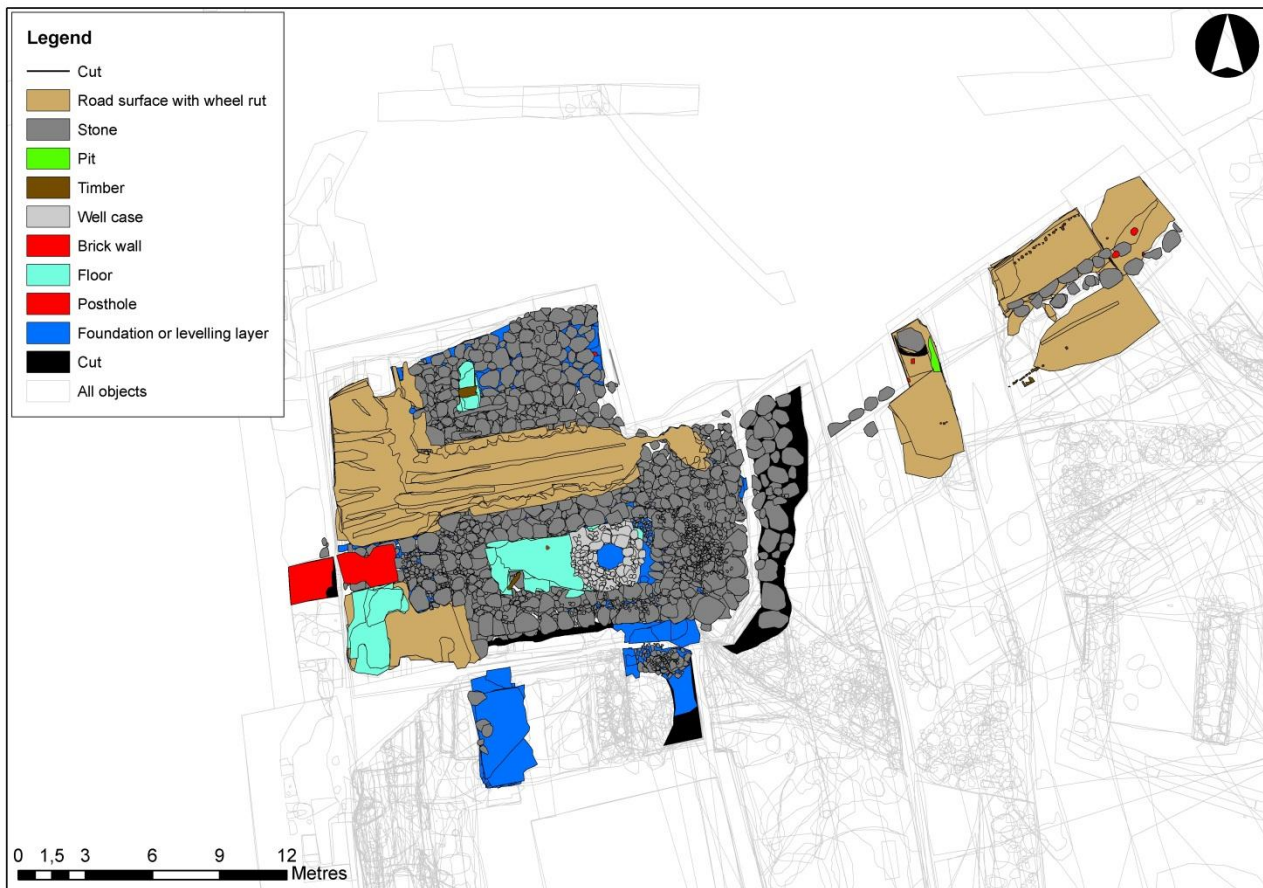 Legend
Cut
Road surface with wheel rut
Stone
Pit
Timber
Well case
Brick wall
Floor
Posthole
Foundation or levelling layer
Cut
All objects
0 1,5 3 6 9 12
Metres